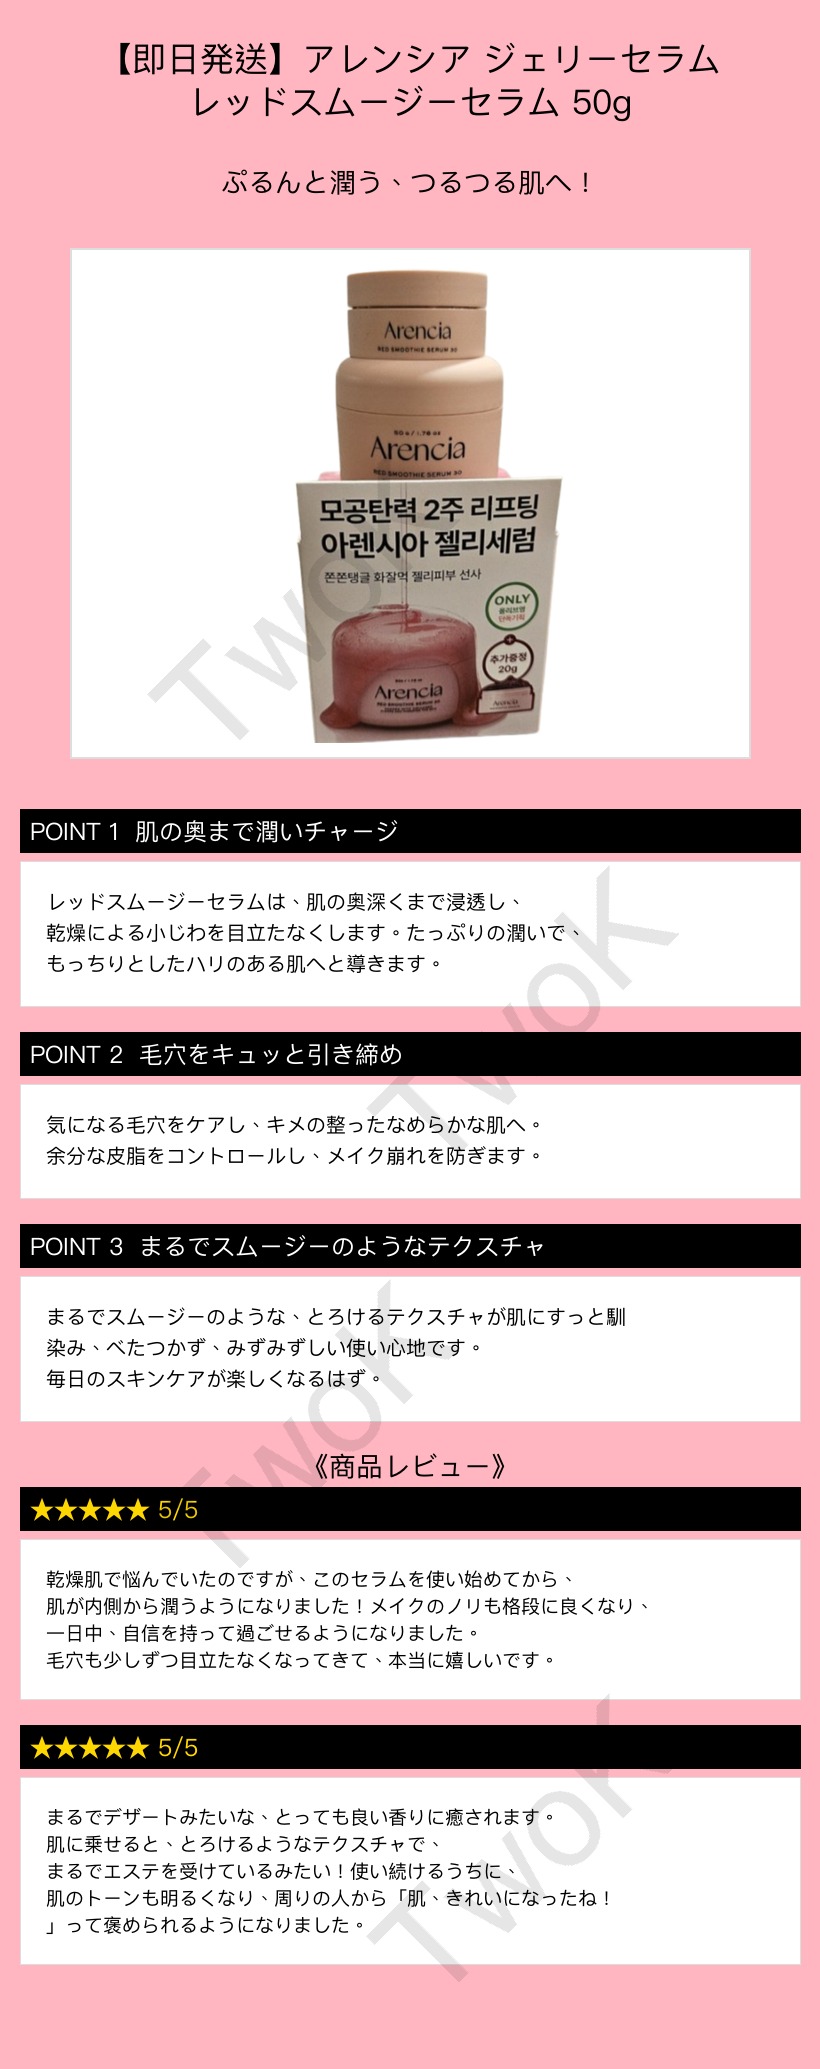 【即日発送】アレンシア ジェリーセラム
レッドスムージーセラム 50g
ぷるんと潤う、つるつる肌へ！
Arencia
RED SMOOTHIE SERUM 30
50 g / 1.76 oz
Arencia
RED SMOOTHIE SERUM 30
모공탄력 2주 리프팅
아렌시아 젤리세럼
쫀쫀탱글 화잘먹 젤리피부 선사
ONLY
올리브영
단독기획
+
추가증정
20g
Arencia
RED SMOOTHIE SERUM 30
Arencia
TwoK
POINT 1 肌の奥まで潤いチャージ
レッドスムージーセラムは、肌の奥深くまで浸透し、
乾燥による小じわを目立たなくします。たっぷりの潤いで、
もっちりとしたハリのある肌へと導きます。
TwoK
POINT 2 毛穴をキュッと引き締め
気になる毛穴をケアし、キメの整ったなめらかな肌へ。
余分な皮脂をコントロールし、メイク崩れを防ぎます。
POINT 3 まるでスムージーのようなテクスチャ
まるでスムージーのような、とろけるテクスチャが肌にすっと馴
染み、べたつかず、みずみずしい使い心地です。
毎日のスキンケアが楽しくなるはず。
TwoK
《商品レビュー》
★★★★★ 5/5
乾燥肌で悩んでいたのですが、このセラムを使い始めてから、
肌が内側から潤うようになりました！メイクのノリも格段に良くなり、
一日中、自信を持って過ごせるようになりました。
毛穴も少しずつ目立たなくなってきて、本当に嬉しいです。
★★★★★ 5/5
まるでデザートみたいな、とっても良い香りに癒されます。
肌に乗せると、とろけるようなテクスチャで、
まるでエステを受けているみたい！使い続けるうちに、
肌のトーンも明るくなり、周りの人から「肌、きれいになったね！
」って褒められるようになりました。
TwoK